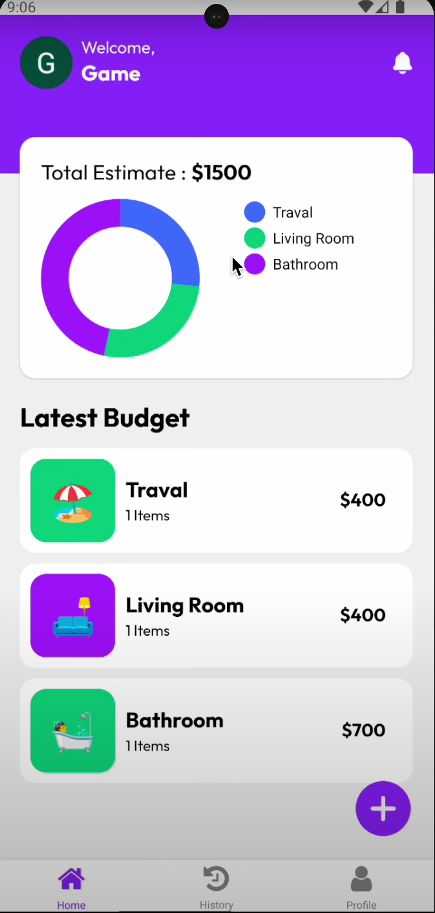 9:06
G
Welcome,
Game
Total Estimate : $1500
Traval
Living Room
Bathroom
Latest Budget
Traval
1 Items
$400
Living Room
1 Items
$400
Bathroom
1 Items
$700
Home
History
Profile